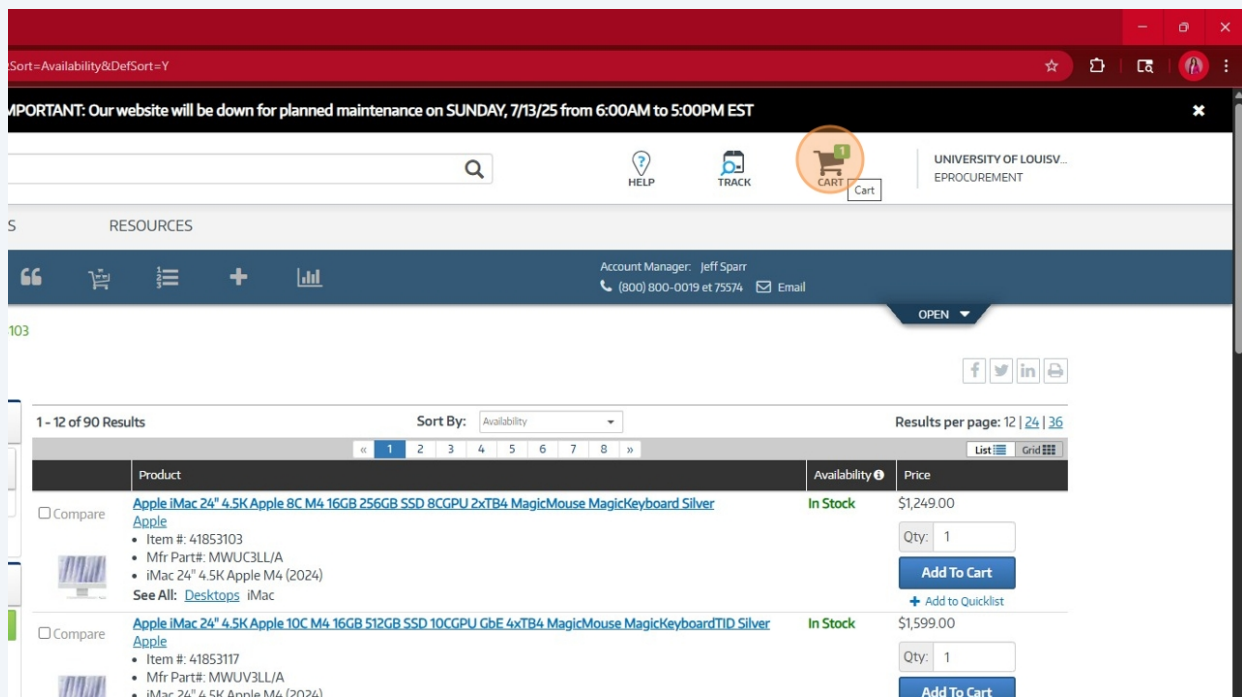 Sort=Availability&DefSort=Y
MPORTANT: Our website will be down for planned maintenance on SUNDAY, 7/13/25 from 6:00AM to 5:00PM EST
HELP
TRACK
1
CART
Cart
UNIVERSITY OF LOUISV...
EPROCUREMENT
S
RESOURCES
Account Manager: Jeff Sparr
(800) 800-0019 et 75574 Email
OPEN
103
1 - 12 of 90 Results
Sort By: Availability
Results per page: 12 | 24 | 36
« 1 2 3 4 5 6 7 8 »
List Grid
Product Availability Price
Compare
Apple iMac 24" 4.5K Apple 8C M4 16GB 256GB SSD 8CGPU 2xTB4 MagicMouse MagicKeyboard Silver
Apple
• Item #: 41853103
• Mfr Part#: MWUC3LL/A
• iMac 24" 4.5K Apple M4 (2024)
See All: Desktops iMac
In Stock
$1,249.00
Qty: 1
Add To Cart
+ Add to Quicklist
Compare
Apple iMac 24" 4.5K Apple 10C M4 16GB 512GB SSD 10CGPU GbE 4xTB4 MagicMouse MagicKeyboardTID Silver
Apple
• Item #: 41853117
• Mfr Part#: MWUV3LL/A
• iMac 24" 4.5K Apple M4 (2024)
In Stock
$1,599.00
Qty: 1
Add To Cart